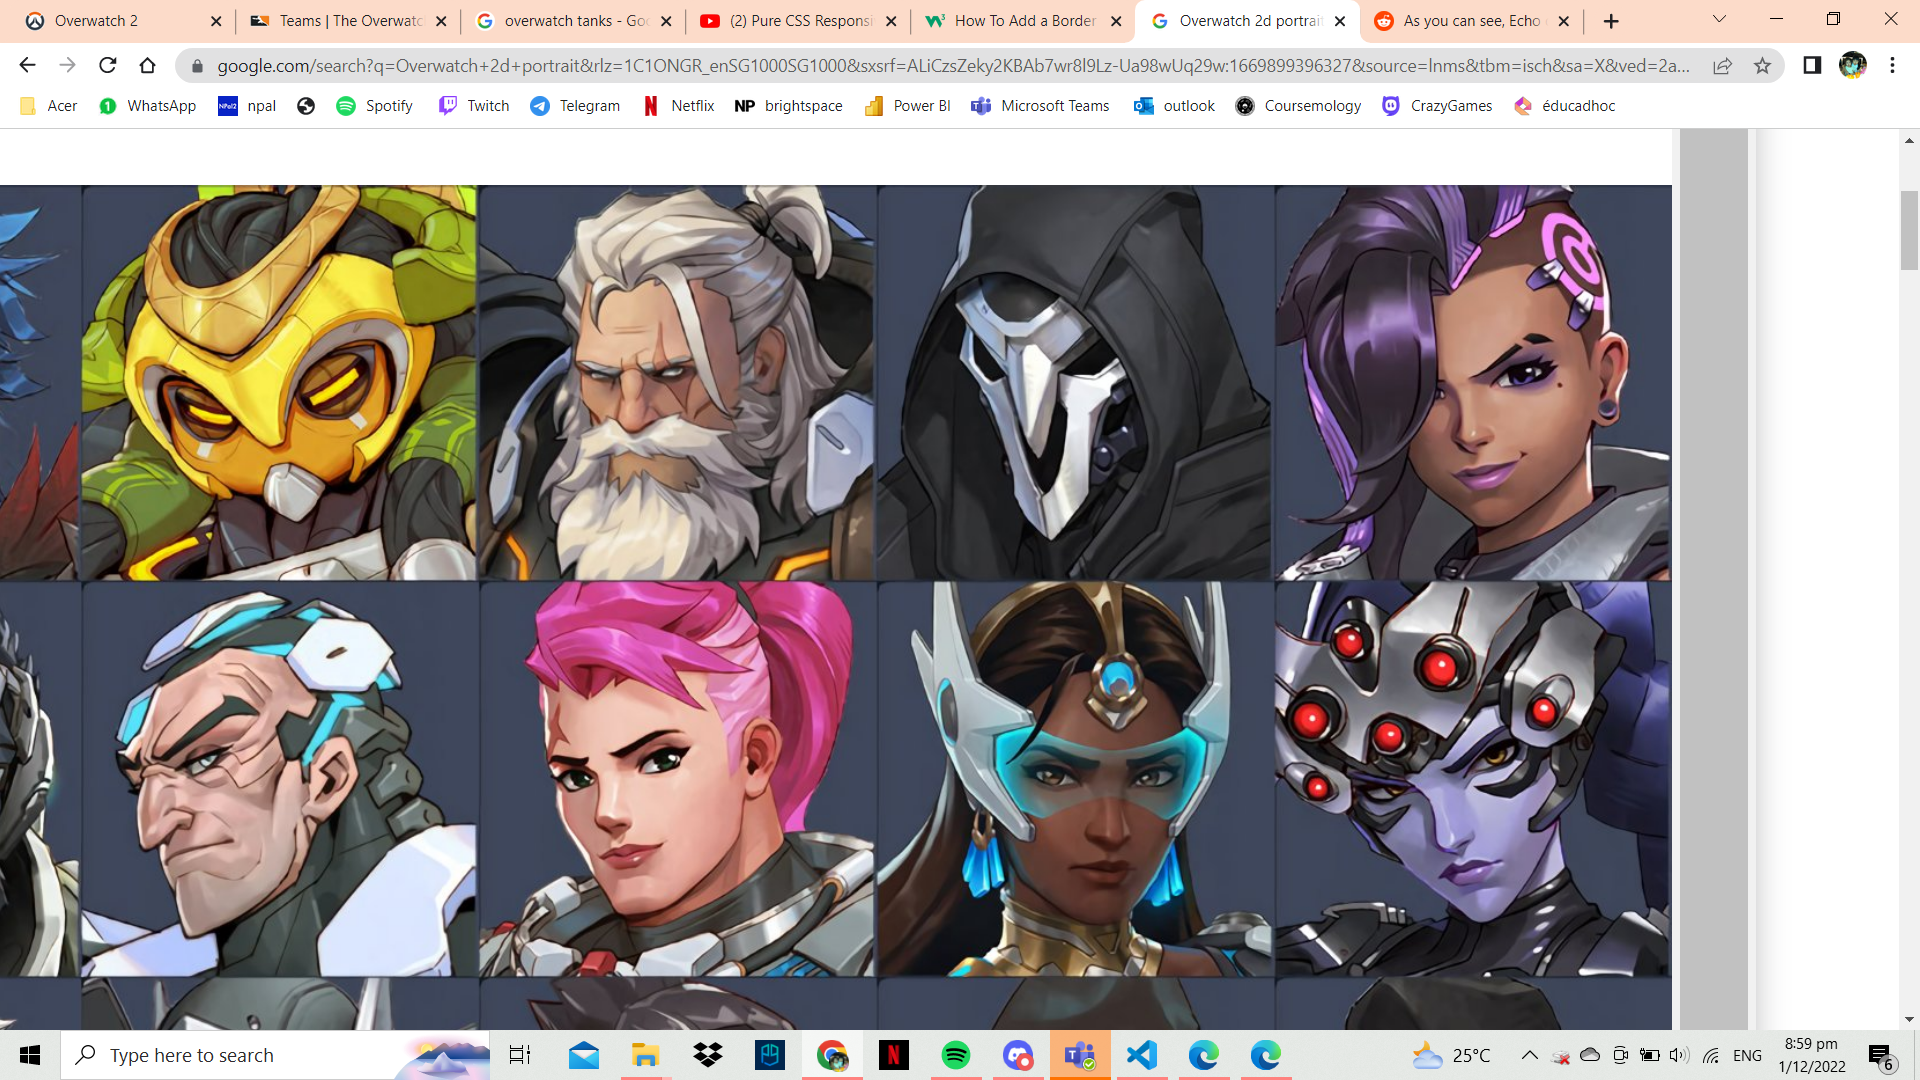 Overwatch 2
Teams | The Overwatc
overwatch tanks - Goo
(2) Pure CSS Responsi
How To Add a Border
Overwatch 2d portrait
As you can see, Echo
google.com/search?q=Overwatch+2d+portrait&rlz=1C1ONGR_enSG1000SG1000&sxsrf=ALiCzsZeky2KBAb7wr8l9Lz-Ua98wUq29w:1669899396327&source=lnms&tbm=isch&sa=X&ved=2a...
Acer WhatsApp npal Spotify Twitch Telegram Netflix NP brightspace Power BI Microsoft Teams outlook Coursemology CrazyGames éducadhoc
Type here to search
25°C
ENG
8:59 pm
1/12/2022
6